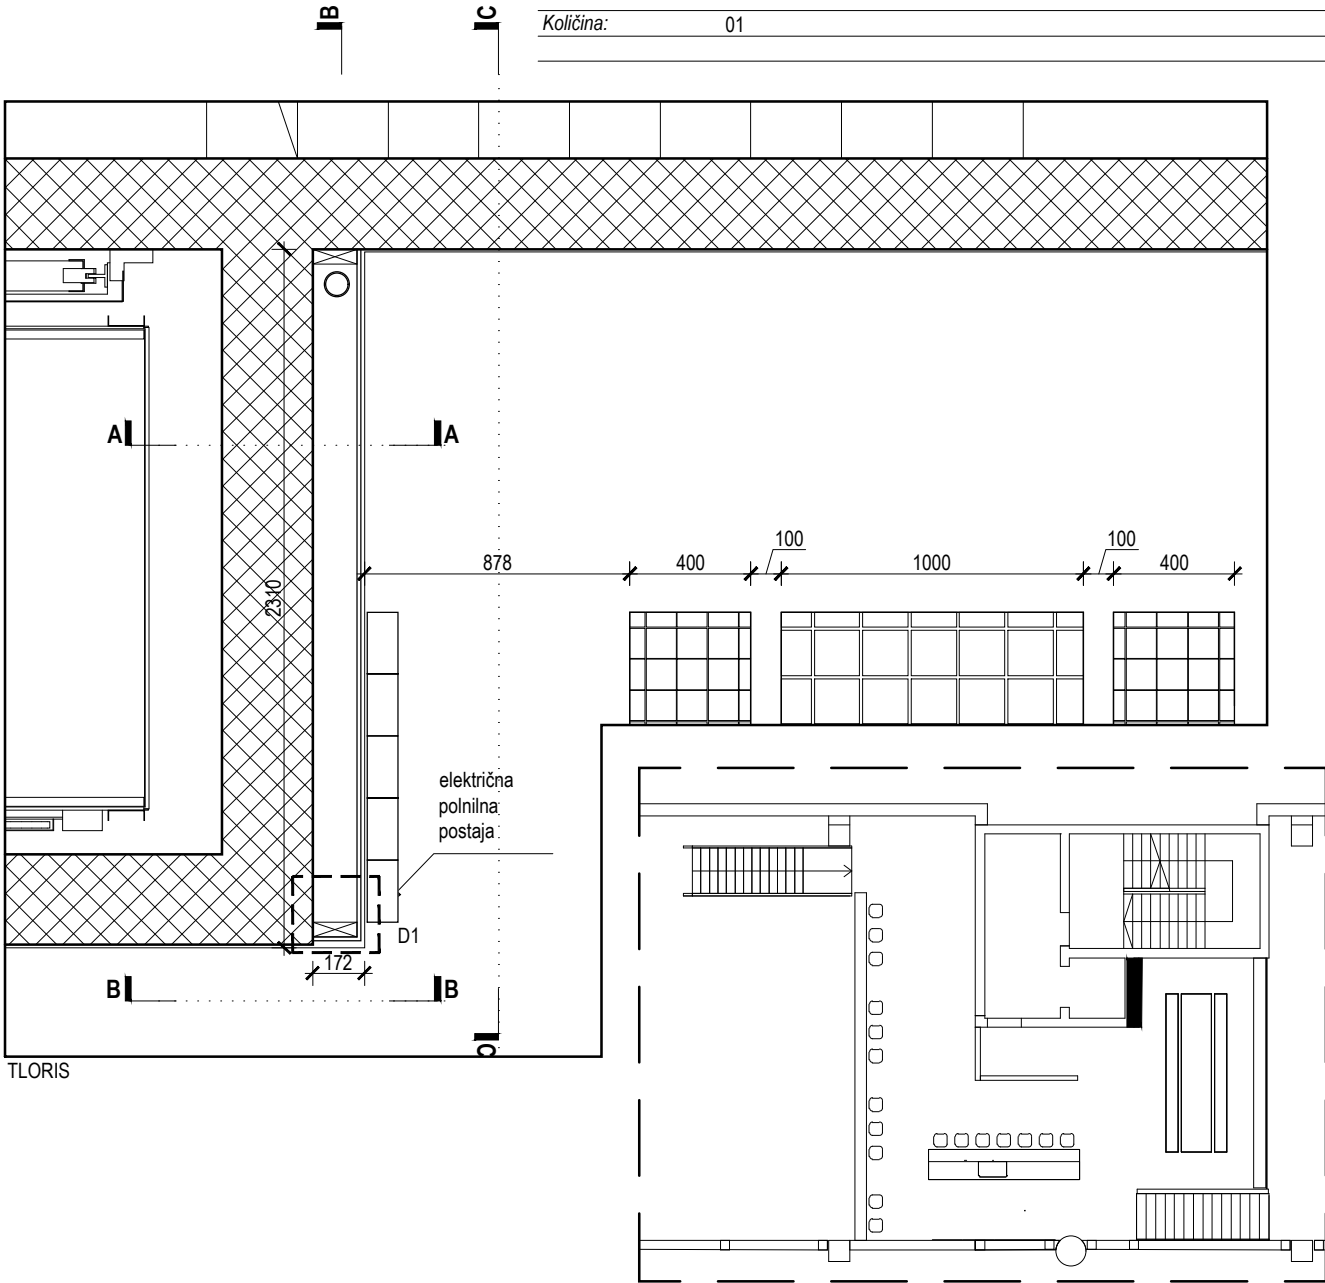 B
C
Količina: 01
A
A
878
400
100
1000
100
400
2310
električna
polnilna
postaja
D1
172
B
B
C
TLORIS